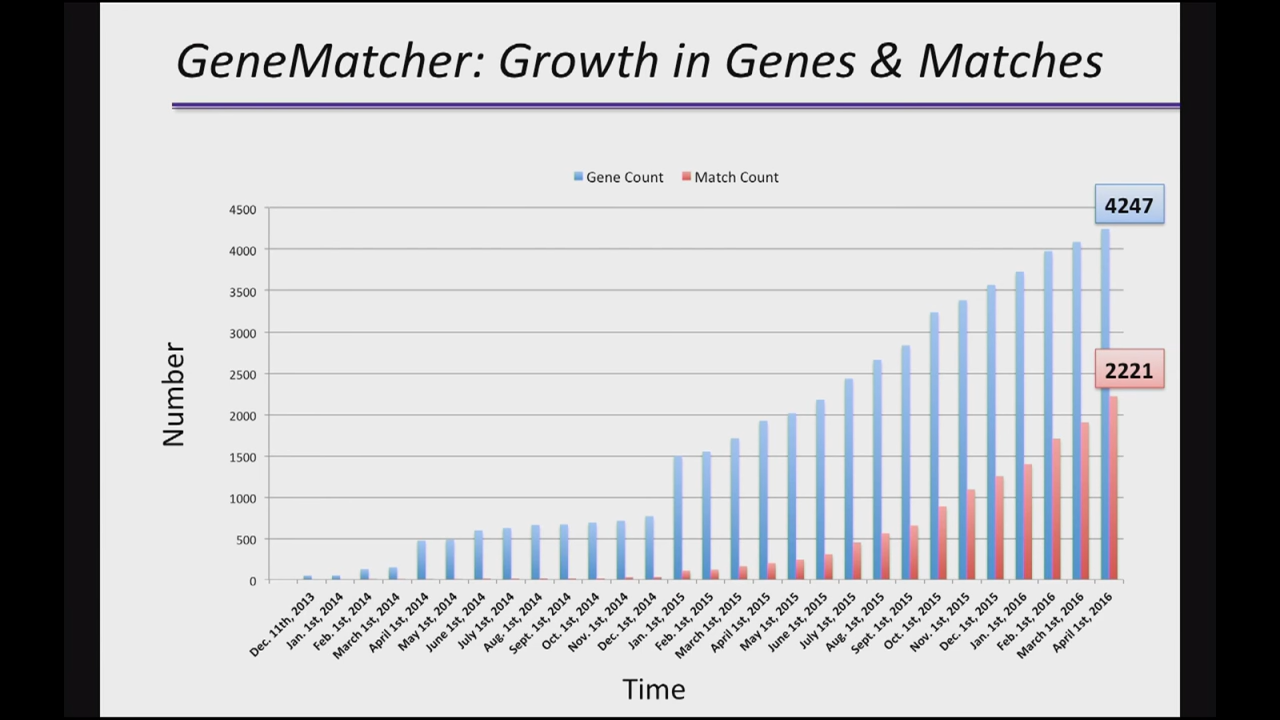 GeneMatcher: Growth in Genes & Matches
Gene Count Match Count
4247
2221
4500
4000
3500
3000
2500
2000
1500
1000
500
0
Number
Dec. 11th, 2013
Jan. 1st, 2014
Feb. 1st, 2014
March 1st, 2014
April 1st, 2014
May 1st, 2014
June 1st, 2014
July 1st, 2014
Aug. 1st, 2014
Sept. 1st, 2014
Oct. 1st, 2014
Nov. 1st, 2014
Dec. 1st, 2014
Jan. 1st, 2015
Feb. 1st, 2015
March 1st, 2015
April 1st, 2015
May 1st, 2015
June 1st, 2015
July 1st, 2015
Aug. 1st, 2015
Sept. 1st, 2015
Oct. 1st, 2015
Nov. 1st, 2015
Dec. 1st, 2015
Jan. 1st, 2016
Feb. 1st, 2016
March 1st, 2016
April 1st, 2016
Time